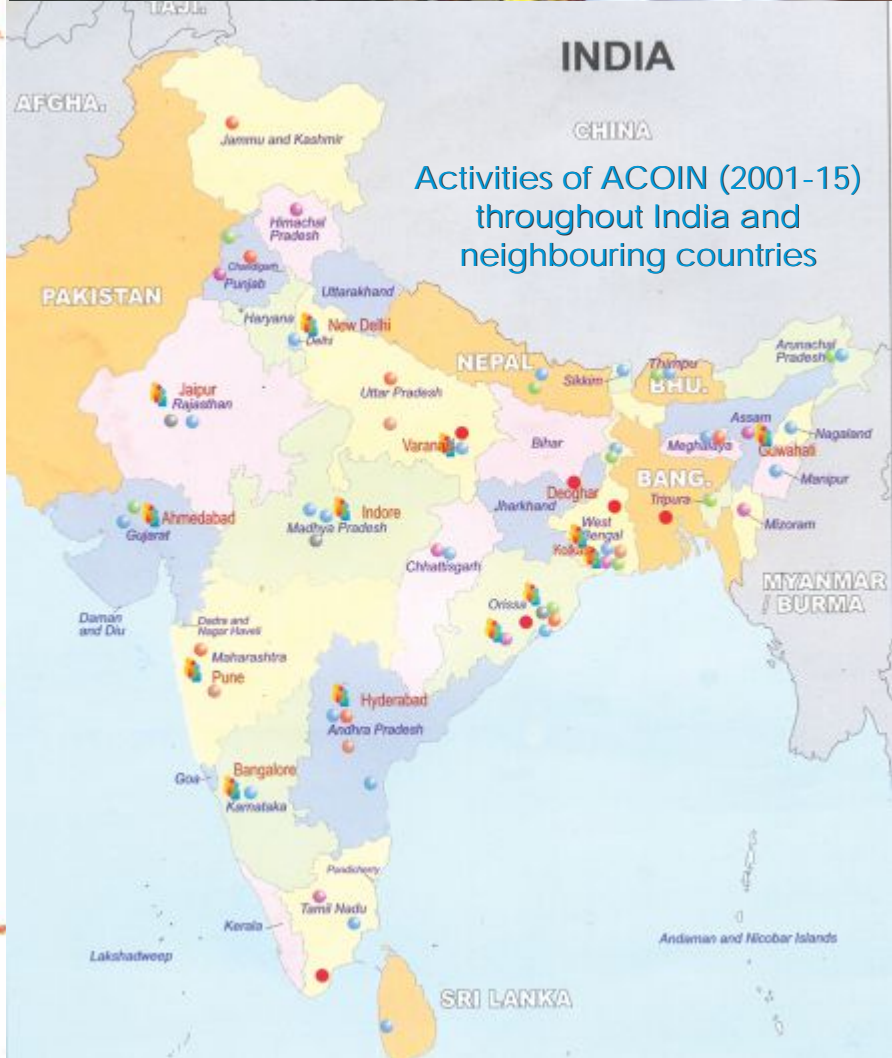 TAJI.
INDIA
AFGHA.
CHINA
Jammu and Kashmir
Activities of ACOIN (2001-15)
throughout India and
neighbouring countries
Himachal
Pradesh
Chandigarh
Punjab
PAKISTAN
Uttarakhand
Haryana
New Delhi
Delhi
NEPAL
Sikkim
Thimpu
BHU.
Arunachal
Pradesh
Jaipur
Rajasthan
Uttar Pradesh
Varanasi
Bihar
Assam
Meghalaya
Guwahati
Nagaland
Manipur
BANG.
Deoghar
Tripura
Jharkhand
Ahmedabad
Gujarat
Indore
Madhya Pradesh
West
Bengal
Mizoram
Chhattisgarh
MYANMAR
/ BURMA
Orissa
Daman
and Diu
Dadra and
Nagar Haveli
Maharashtra
Pune
Hyderabad
Andhra Pradesh
Goa
Bangalore
Karnataka
Pondicherry
Tamil Nadu
Kerala
Lakshadweep
Andaman and Nicobar Islands
SRI LANKA